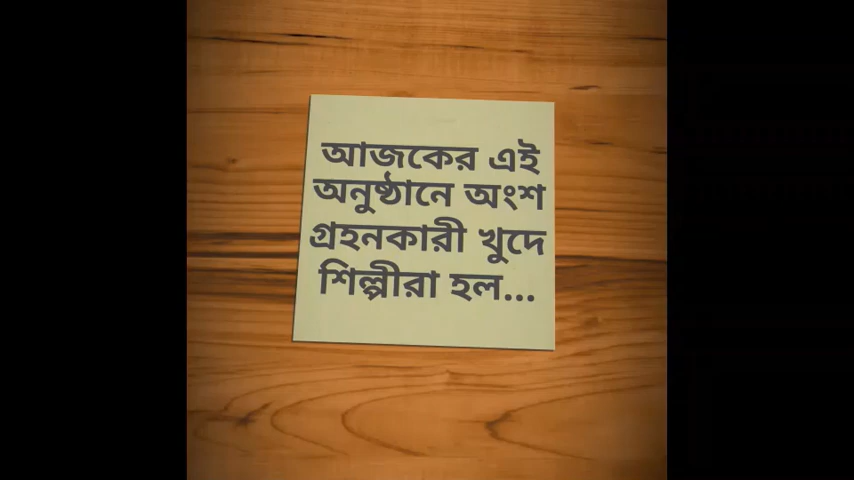 আজকের এই
অনুষ্ঠানে অংশ
গ্রহনকারী খুদে
শিল্পীরা হল...